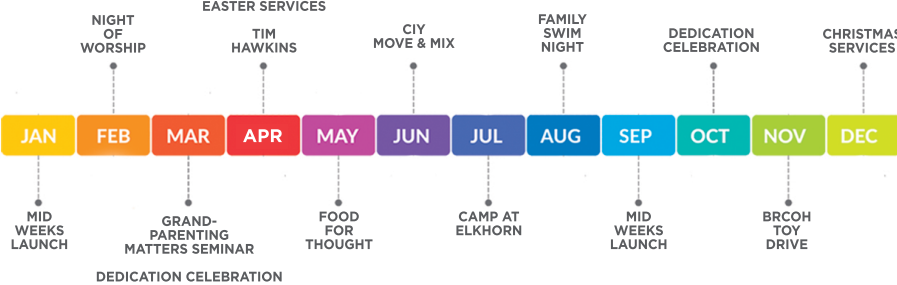 EASTER SERVICES
NIGHT
OF
WORSHIP
TIM
HAWKINS
CIY
MOVE & MIX
FAMILY
SWIM
NIGHT
DEDICATION
CELEBRATION
CHRISTMAS
SERVICES
JAN FEB MAR APR MAY JUN JUL AUG SEP OCT NOV DEC
MID
WEEKS
LAUNCH
GRAND-
PARENTING
MATTERS SEMINAR
DEDICATION CELEBRATION
FOOD
FOR
THOUGHT
CAMP AT
ELKHORN
MID
WEEKS
LAUNCH
BRCOH
TOY
DRIVE